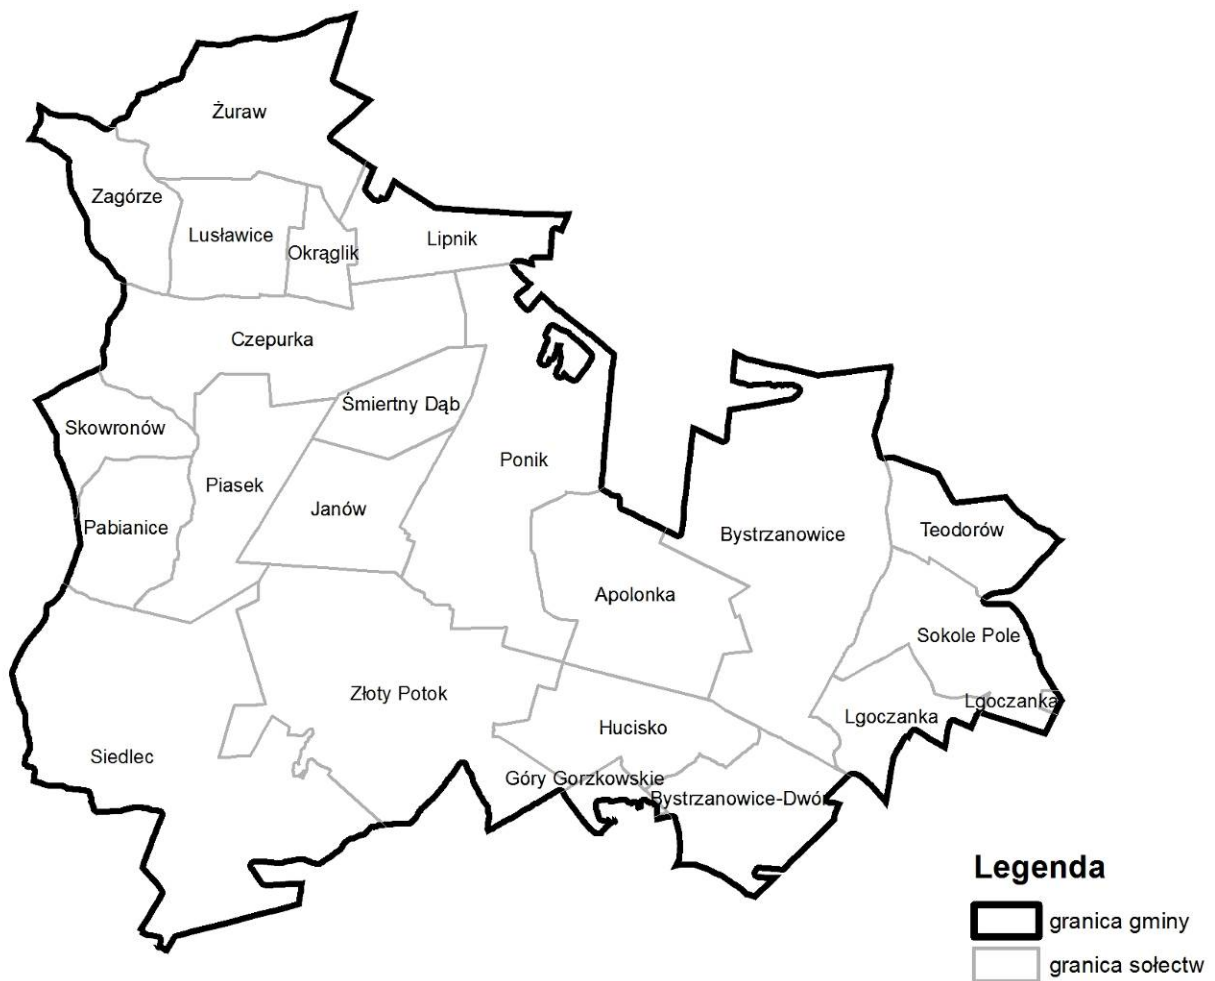 Żuraw
Zagórze
Lusławice
Okrąglik
Lipnik
Czepurka
Śmiertny Dąb
Skowronów
Ponik
Piasek
Janów
Pabianice
Bystrzanowice
Teodorów
Apolonka
Sokole Pole
Złoty Potok
Lgoczanka
Lgoczanka
Hucisko
Siedlec
Góry Gorzkowskie
Bystrzanowice-Dwór
Legenda
granica gminy
granica sołectw